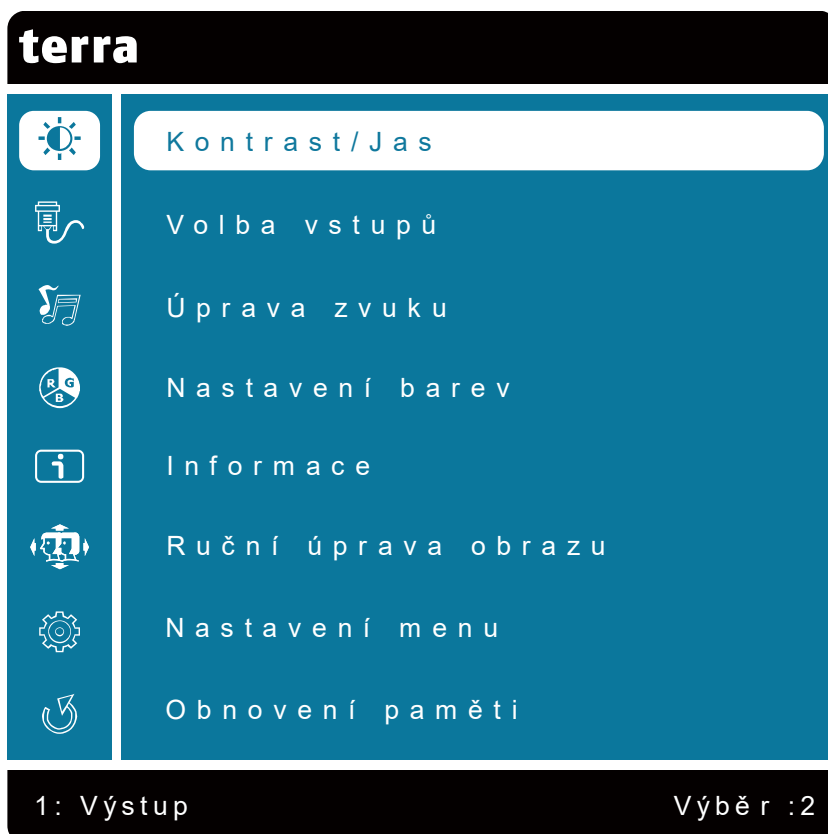 terra
Kontrast/Jas
Volba vstupů
Úprava zvuku
R G
B
Nastavení barev
i
Informace
Ruční úprava obrazu
Nastavení menu
Obnovení paměti
1: Výstup Výběr :2